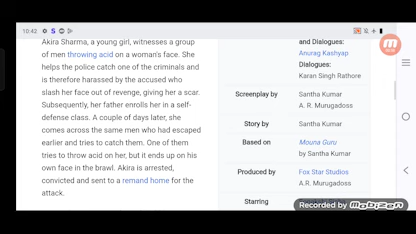 10:42
Akira Sharma, a young girl, witnesses a group
of men throwing acid on a woman's face. She
helps the police catch one of the criminals and
is therefore harassed by the accused who
slash her face out of revenge, giving her a scar.
Subsequently, her father enrolls her in a self-
defense class. A couple of days later, she
comes across the same men who had escaped
earlier and tries to catch them. One of them
tries to throw acid on her, but it ends up on his
own face in the brawl. Akira is arrested,
convicted and sent to a remand home for the
attack.
and Dialogues:
Anurag Kashyap
Dialogues:
Karan Singh Rathore
Screenplay by Santha Kumar
A.R. Murugadoss
Story by Santha Kumar
Based on Mouna Guru
by Santha Kumar
Produced by Fox Star Studios
A.R. Murugadoss
Starring
Recorded by Mobizen